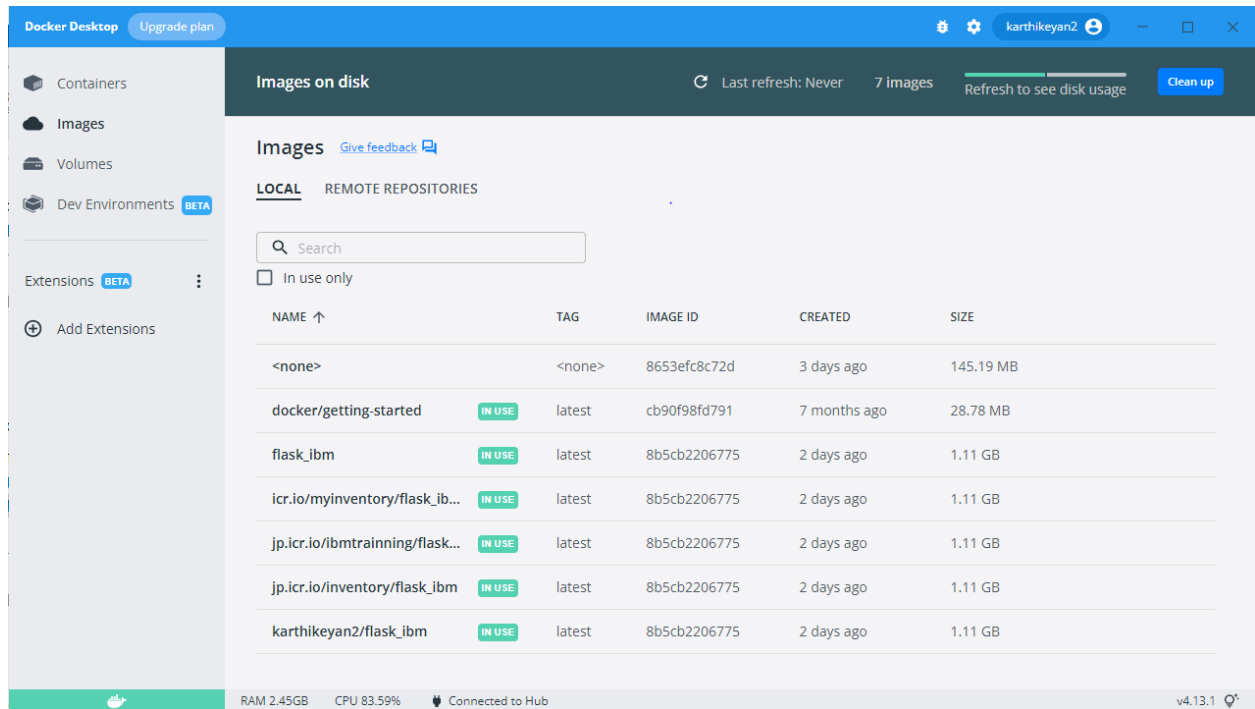 Docker Desktop Upgrade plan karthikeyan2
Containers
Images
Volumes
Dev Environments BETA
Extensions BETA
Add Extensions
Images on disk Last refresh: Never 7 images Refresh to see disk usage Clean up
Images Give feedback
LOCAL REMOTE REPOSITORIES
Search
In use only
NAME TAG IMAGE ID CREATED SIZE
<none> <none> 8653efc8c72d 3 days ago 145.19 MB
docker/getting-started IN USE latest cb90f98fd791 7 months ago 28.78 MB
flask_ibm IN USE latest 8b5cb2206775 2 days ago 1.11 GB
icr.io/myinventory/flask_ib... IN USE latest 8b5cb2206775 2 days ago 1.11 GB
jp.icr.io/ibmtrainning/flask... IN USE latest 8b5cb2206775 2 days ago 1.11 GB
jp.icr.io/inventory/flask_ibm IN USE latest 8b5cb2206775 2 days ago 1.11 GB
karthikeyan2/flask_ibm IN USE latest 8b5cb2206775 2 days ago 1.11 GB
RAM 2.45GB CPU 83.59% Connected to Hub v4.13.1